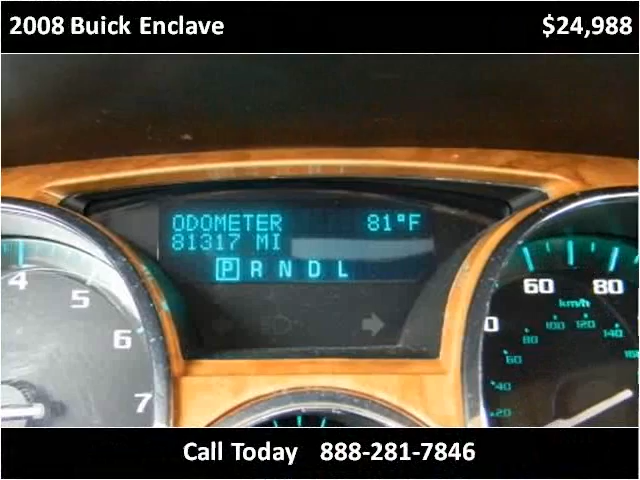 2008 Buick Enclave $24,988
ODOMETER 81°F
81317 MI
P R N D L
4 5 6 7
60 80
km/h
20 40 60 80 100 120 140
Call Today 888-281-7846